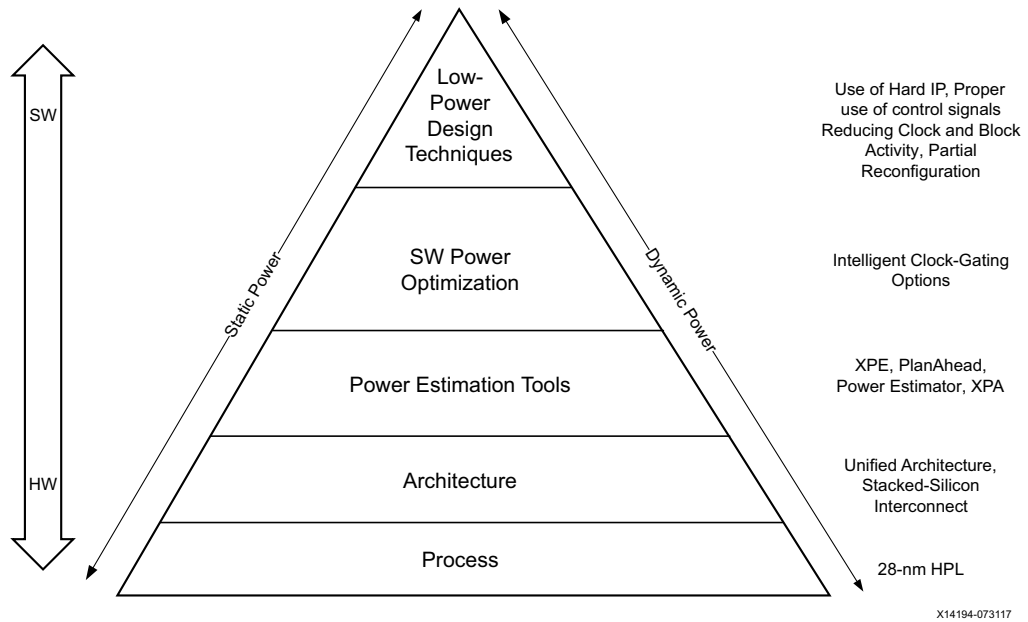 SW
HW
Static Power
Dynamic Power
Low-
Power
Design
Techniques
Use of Hard IP, Proper
use of control signals
Reducing Clock and Block
Activity, Partial
Reconfiguration
SW Power
Optimization
Intelligent Clock-Gating
Options
Power Estimation Tools
XPE, PlanAhead,
Power Estimator, XPA
Architecture
Unified Architecture,
Stacked-Silicon
Interconnect
Process
28-nm HPL
X14194-073117